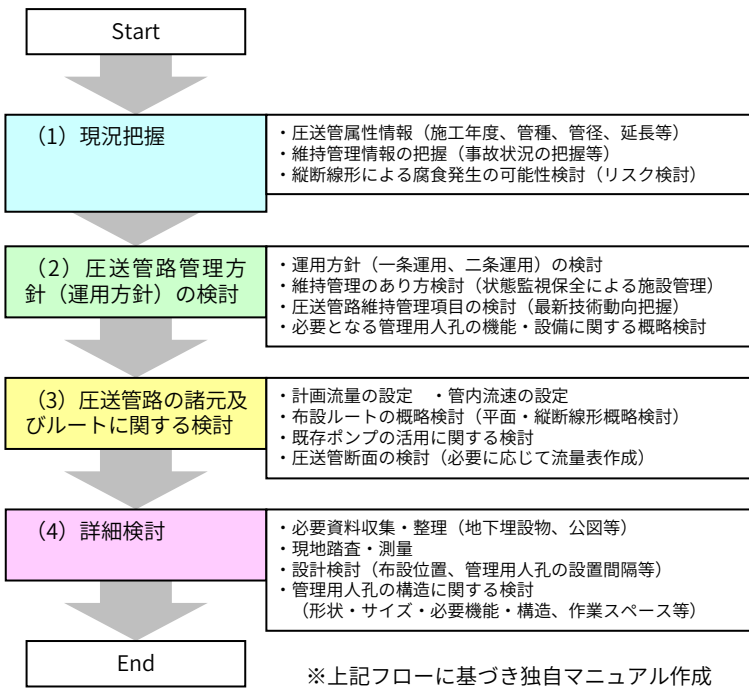 Start
（1）現況把握
・圧送管属性情報（施工年度、管種、管径、延長等）
・維持管理情報の把握（事故状況の把握等）
・縦断線形による腐食発生の可能性検討（リスク検討）
（2）圧送管路管理方
針（運用方針）の検討
・運用方針（一条運用、二条運用）の検討
・維持管理のあり方検討（状態監視保全による施設管理）
・圧送管路維持管理項目の検討（最新技術動向把握）
・必要となる管理用人孔の機能・設備に関する概略検討
（3）圧送管路の諸元及
びルートに関する検討
・計画流量の設定　・管内流速の設定
・布設ルートの概略検討（平面・縦断線形概略検討）
・既存ポンプの活用に関する検討
・圧送管断面の検討（必要に応じて流量表作成）
（4）詳細検討
・必要資料収集・整理（地下埋設物、公図等）
・現地踏査・測量
・設計検討（布設位置、管理用人孔の設置間隔等）
・管理用人孔の構造に関する検討
（形状・サイズ・必要機能・構造、作業スペース等）
End
※上記フローに基づき独自マニュアル作成